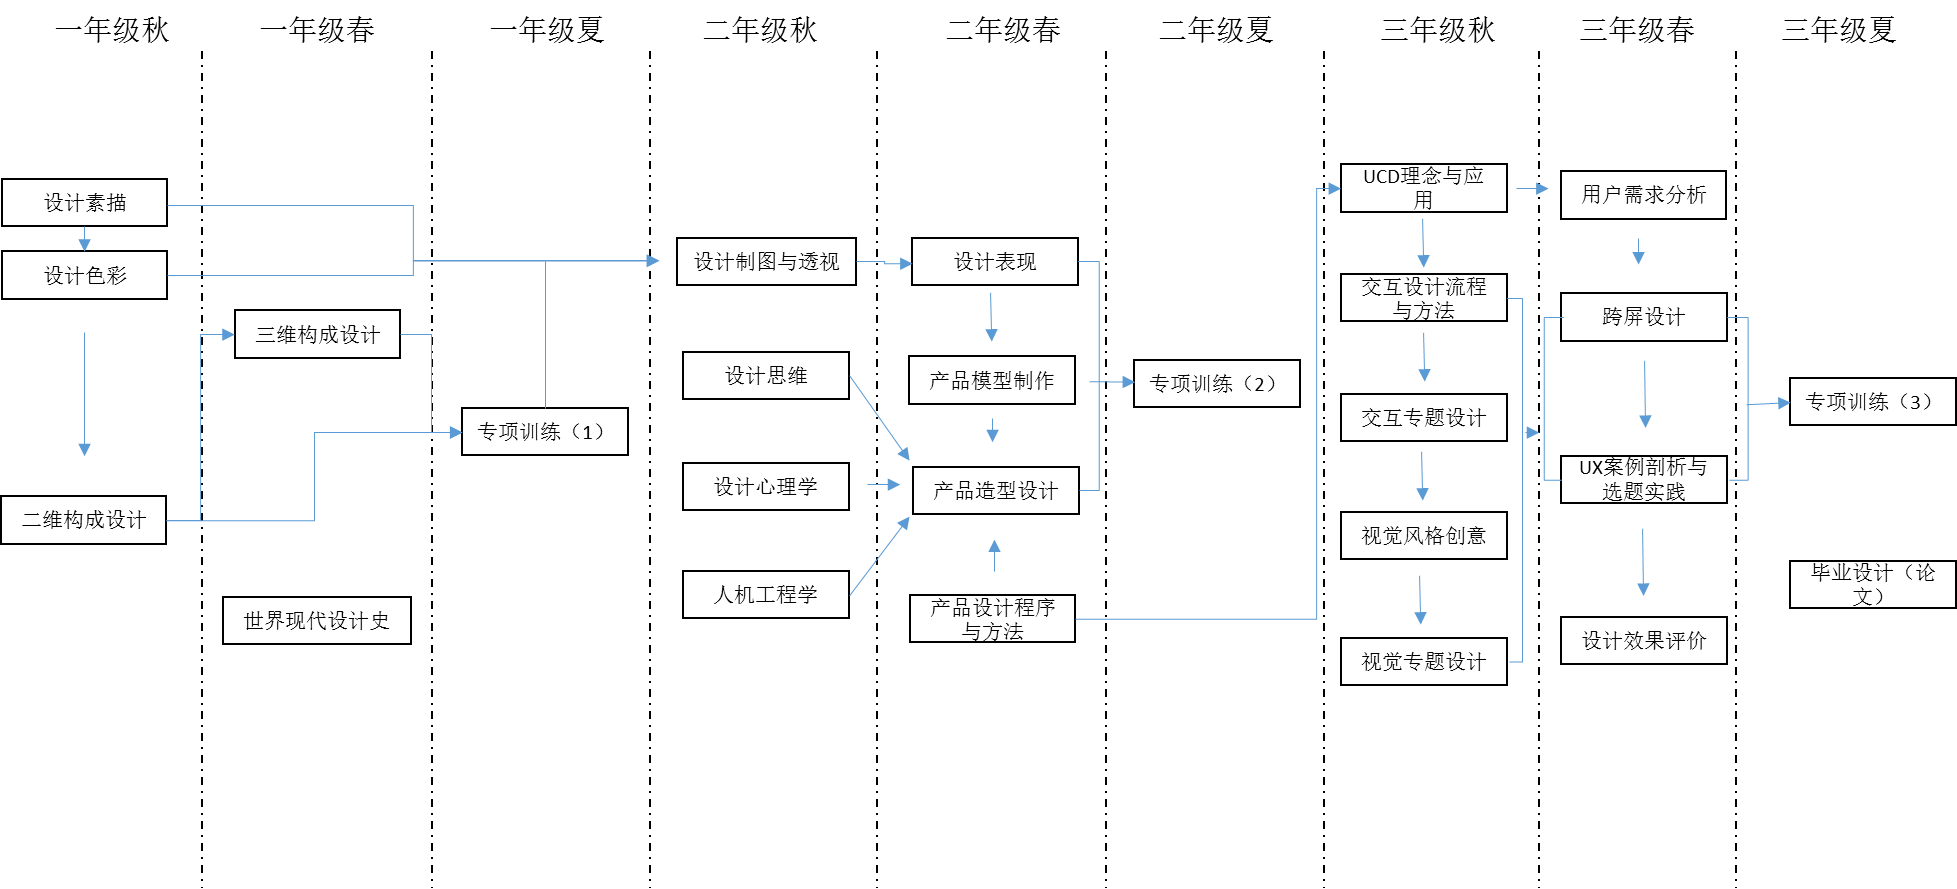 一年级秋
一年级春
一年级夏
二年级秋
二年级春
二年级夏
三年级秋
三年级春
三年级夏
设计素描
设计色彩
二维构成设计
三维构成设计
世界现代设计史
专项训练（1）
设计制图与透视
设计思维
设计心理学
人机工程学
设计表现
产品模型制作
产品造型设计
产品设计程序
与方法
专项训练（2）
UCD理念与应
用
交互设计流程
与方法
交互专题设计
视觉风格创意
视觉专题设计
用户需求分析
跨屏设计
UX案例剖析与
选题实践
设计效果评价
专项训练（3）
毕业设计（论
文）